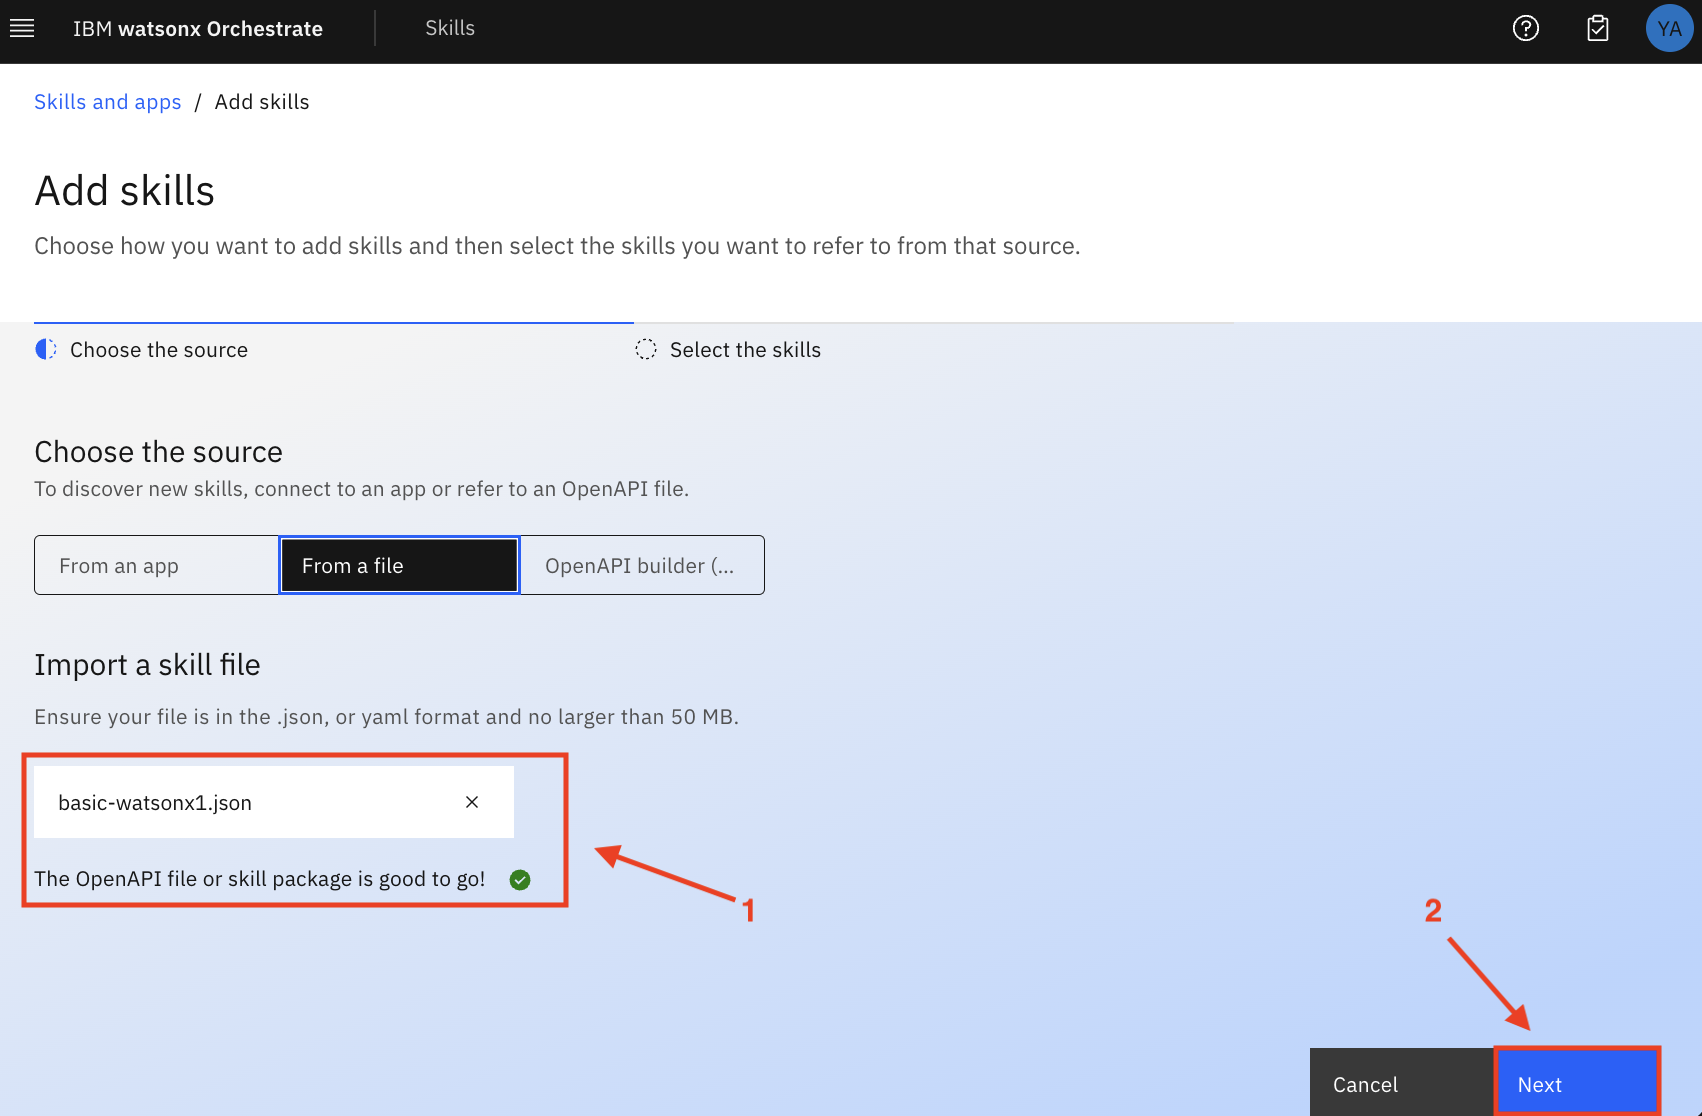 IBM watsonx Orchestrate
Skills
YA
Skills and apps / Add skills
Add skills
Choose how you want to add skills and then select the skills you want to refer to from that source.
Choose the source
Select the skills
Choose the source
To discover new skills, connect to an app or refer to an OpenAPI file.
From an app
From a file
OpenAPI builder (...
Import a skill file
Ensure your file is in the .json, or yaml format and no larger than 50 MB.
basic-watsonx1.json
The OpenAPI file or skill package is good to go!
1
2
Cancel
Next